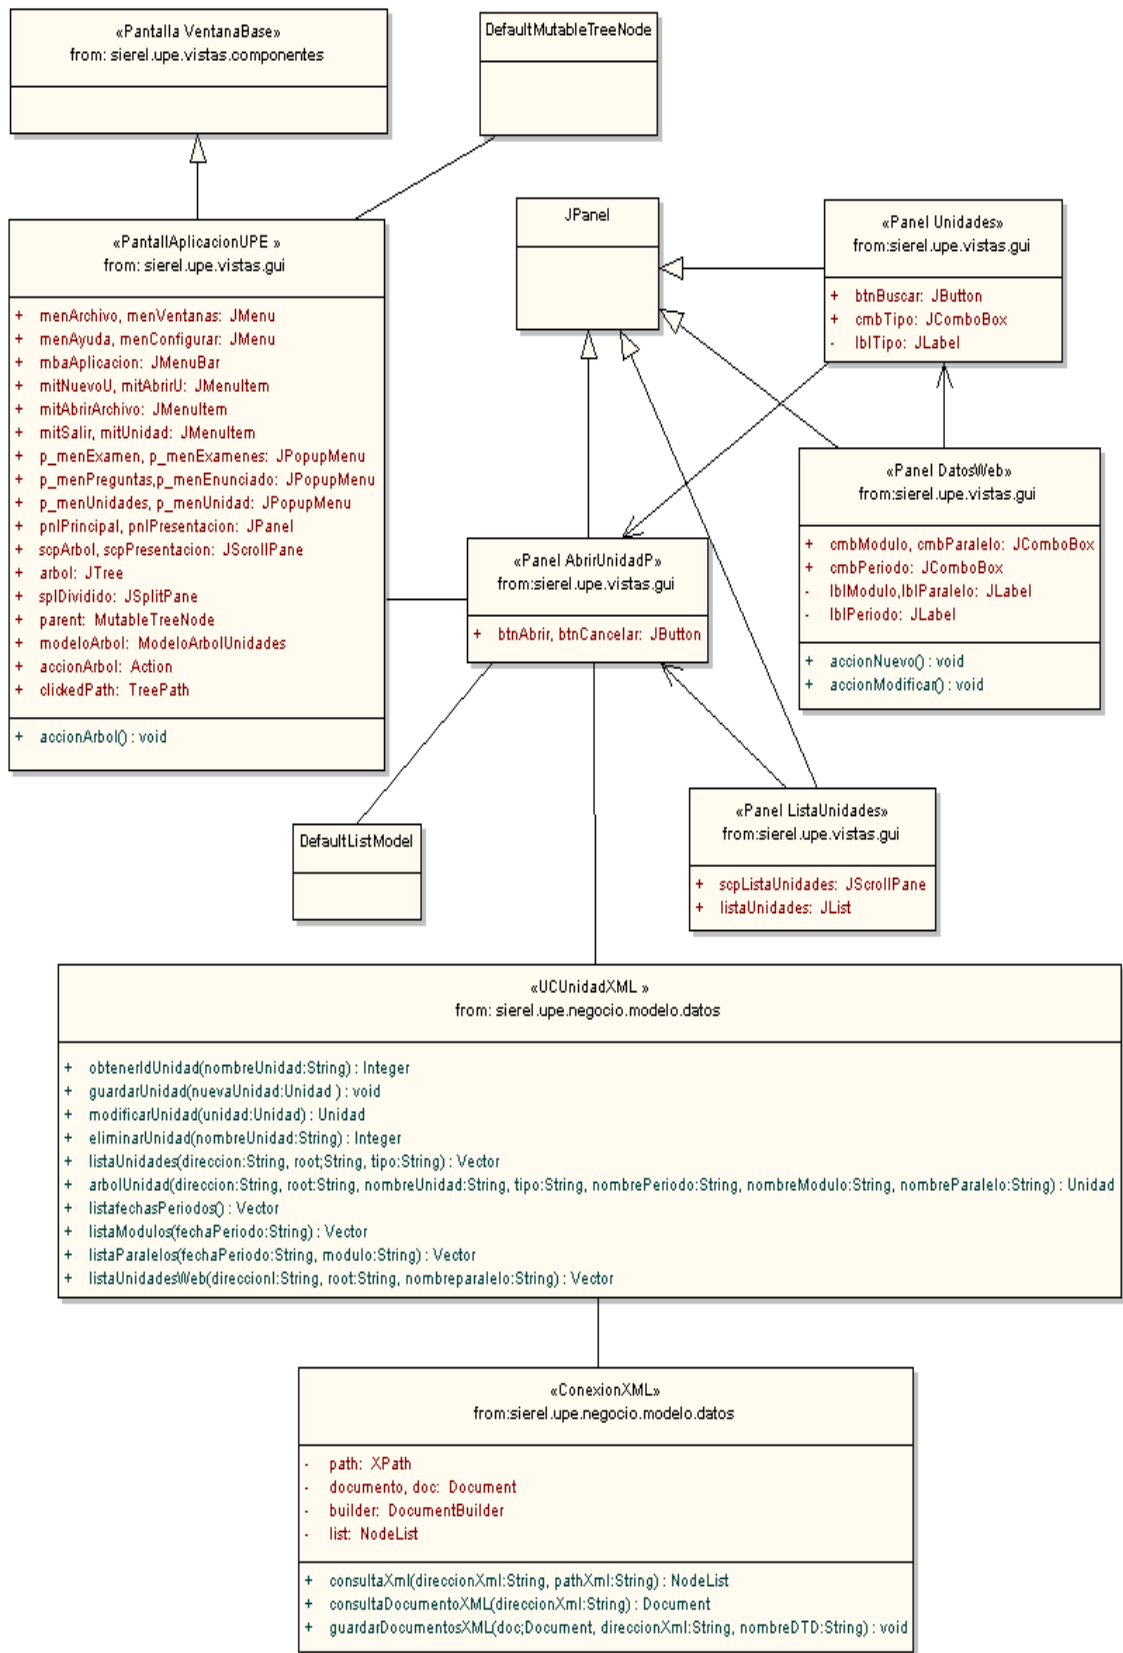 «Pantalla VentanaBase»
from: sierel.upe.vistas.componentes
DefaultMutableTreeNode
«PantallAplicacionUPE »
from: sierel.upe.vistas.gui
+ menArchivo, menVentanas: JMenu
+ menAyuda, menConfigurar: JMenu
+ mbaAplicacion: JMenuBar
+ mitNuevoU, mitAbrirU: JMenuItem
+ mitAbrirArchivo: JMenuItem
+ mitSalir, mitUnidad: JMenuItem
+ p_menExamen, p_menExamenes: JPopupMenu
+ p_menPreguntas,p_menEnunciado: JPopupMenu
+ p_menUnidades, p_menUnidad: JPopupMenu
+ pnlPrincipal, pnlPresentacion: JPanel
+ scpArbol, scpPresentacion: JScrollPane
+ arbol: JTree
+ splDividido: JSplitPane
+ parent: MutableTreeNode
+ modeloArbol: ModeloArbolUnidades
+ accionArbol: Action
+ clickedPath: TreePath
+ accionArbol() : void
JPanel
«Panel Unidades»
from:sierel.upe.vistas.gui
+ btnBuscar: JButton
+ cmbTipo: JComboBox
- lblTipo: JLabel
«Panel DatosWeb»
from:sierel.upe.vistas.gui
+ cmbModulo, cmbParalelo: JComboBox
+ cmbPeriodo: JComboBox
- lblModulo,lblParalelo: JLabel
- lblPeriodo: JLabel
+ accionNuevo() : void
+ accionModificar() : void
«Panel AbrirUnidadP»
from:sierel.upe.vistas.gui
+ btnAbrir, btnCancelar: JButton
DefaultListModel
«Panel ListaUnidades»
from:sierel.upe.vistas.gui
+ scpListaUnidades: JScrollPane
+ listaUnidades: JList
«UCUnidadXML »
from: sierel.upe.negocio.modelo.datos
+ obtenerIdUnidad(nombreUnidad:String) : Integer
+ guardarUnidad(nuevaUnidad:Unidad ) : void
+ modificarUnidad(unidad:Unidad) : Unidad
+ eliminarUnidad(nombreUnidad:String) : Integer
+ listaUnidades(direccion:String, root;String, tipo:String) : Vector
+ arbolUnidad(direccion:String, root:String, nombreUnidad:String, tipo:String, nombrePeriodo:String, nombreModulo:String, nombreParalelo:String) : Unidad
+ listafechasPeriodos() : Vector
+ listaModulos(fechaPeriodo:String) : Vector
+ listaParalelos(fechaPeriodo:String, modulo:String) : Vector
+ listaUnidadesWeb(direccionI:String, root:String, nombreparalelo:String) : Vector
«ConexionXML»
from:sierel.upe.negocio.modelo.datos
- path: XPath
- documento, doc: Document
- builder: DocumentBuilder
- list: NodeList
+ consultaXml(direccionXml:String, pathXml:String) : NodeList
+ consultaDocumentoXML(direccionXml:String) : Document
+ guardarDocumentosXML(doc;Document, direccionXml:String, nombreDTD:String) : void